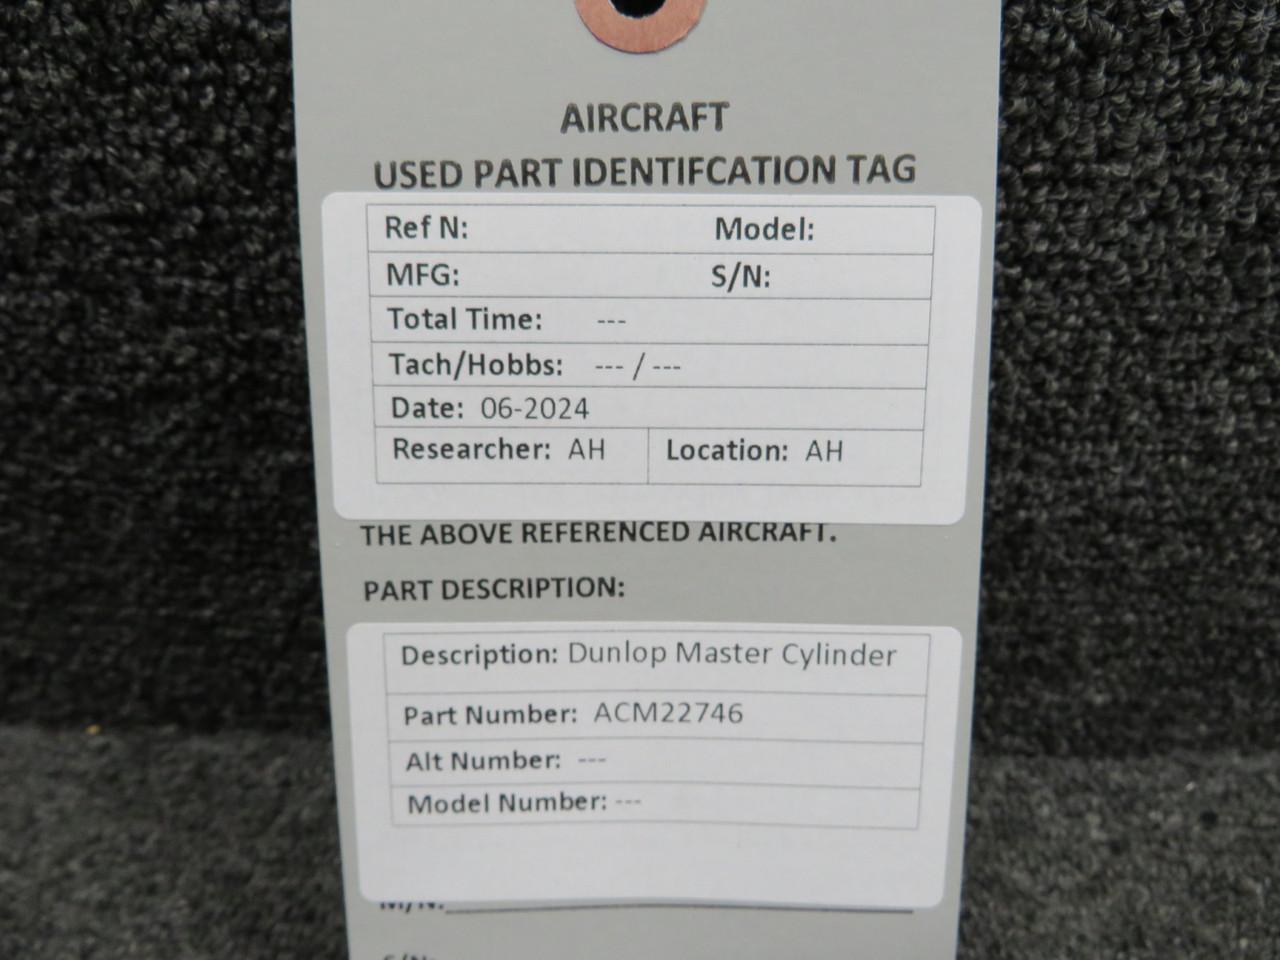 AIRCRAFT
USED PART IDENTIFCATION TAG
Ref N: Model:
MFG: S/N:
Total Time: ---
Tach/Hobbs: --- / ---
Date: 06-2024
Researcher: AH Location: AH
THE ABOVE REFERENCED AIRCRAFT.
PART DESCRIPTION:
Description: Dunlop Master Cylinder
Part Number: ACM22746
Alt Number: ---
Model Number: ---
M/N:
S/N: